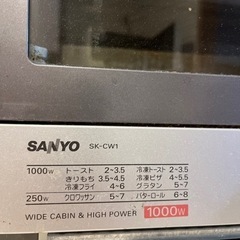 SANYO SK-CW1
1000W トースト 2~3.5 冷凍トースト 2~3.5
きりもち 3.5~4.5 冷凍ピザ 4~5.5
冷凍フライ 4~6 グラタン 5~7
250W クロワッサン 5~7 バターロール 6~8
WIDE CABIN & HIGH POWER 1000W